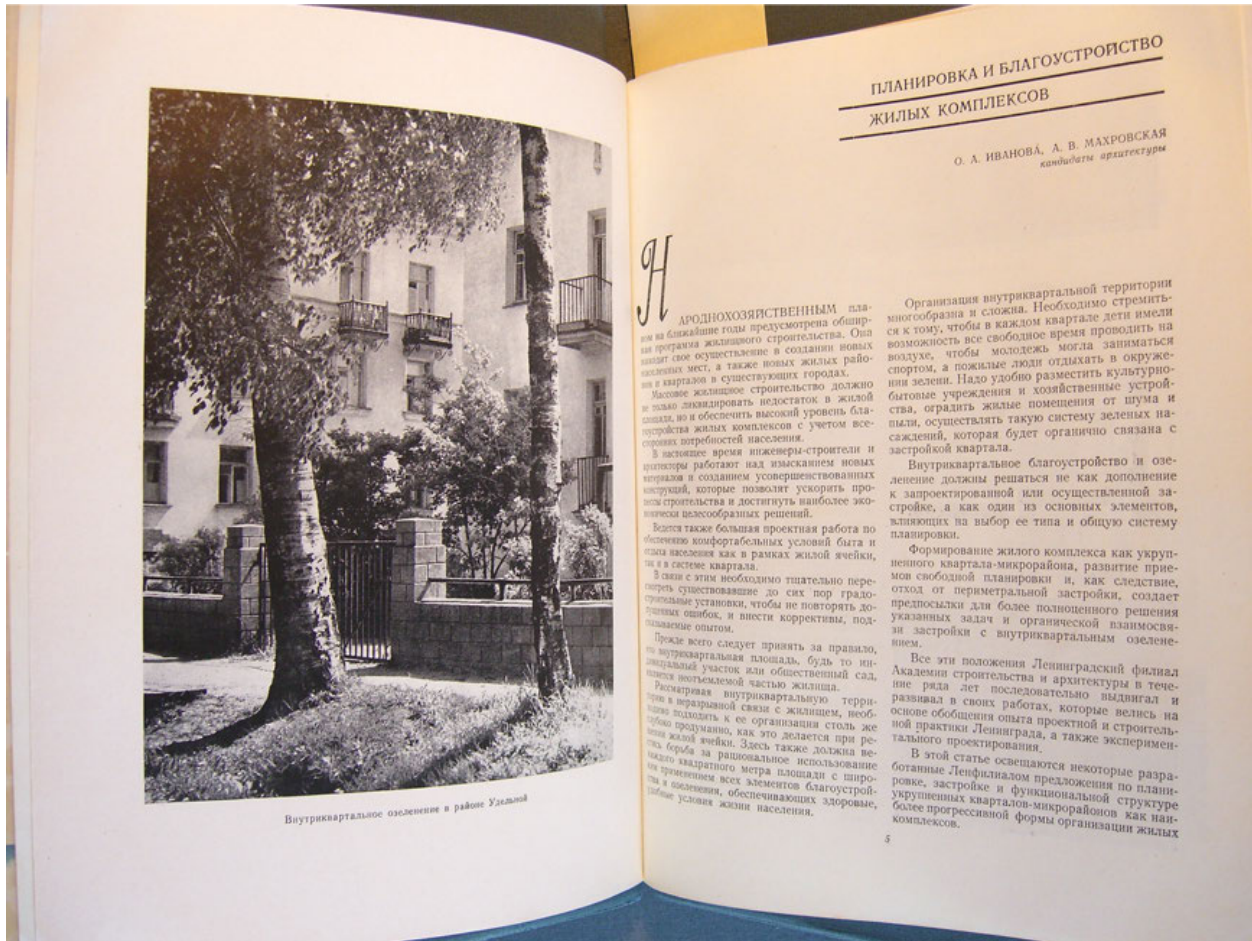 Внутриквартальное озеленение в районе Удельной
ПЛАНИРОВКА И БЛАГОУСТРОЙСТВО
ЖИЛЫХ КОМПЛЕКСОВ
О. А. ИВАНОВА, А. В. МАХРОВСКАЯ
кандидаты архитектуры
НАРОДНОХОЗЯЙСТВЕННЫМ пла-
ном на ближайшие годы предусмотрена обшир-
ная программа жилищного строительства. Она
находит свое осуществление в создании новых
населенных мест, а также новых жилых райо-
нов и кварталов в существующих городах.
Массовое жилищное строительство должно
не только ликвидировать недостаток в жилой
площади, но и обеспечить высокий уровень бла-
гоустройства жилых комплексов с учетом все-
сторонних потребностей населения.
В настоящее время инженеры-строители и
архитекторы работают над изысканием новых
материалов и созданием усовершенствованных
конструкций, которые позволят ускорить про-
цессы строительства и достигнуть наиболее эко-
номически целесообразных решений.
Ведется также большая проектная работа по
обеспечению комфортабельных условий быта и
отдыха населения как в рамках жилой ячейки,
так и в системе квартала.
В связи с этим необходимо тщательно пере-
смотреть существовавшие до сих пор градо-
строительные установки, чтобы не повторять до-
пущенных ошибок, и внести коррективы, под-
сказываемые опытом.
Прежде всего следует принять за правило,
что внутриквартальная площадь, будь то ин-
дивидуальный участок или общественный сад,
является неотъемлемой частью жилища.
Рассматривая внутриквартальную терри-
торию в неразрывной связи с жилищем, необ-
ходимо подходить к ее организации столь же
глубоко продуманно, как это делается при ре-
шении жилой ячейки. Здесь также должна ве-
стись борьба за рациональное использование
каждого квадратного метра площади с широ-
ким применением всех элементов благоустрой-
ства и озеленения, обеспечивающих здоровые,
удобные условия жизни населения.
Организация внутриквартальной территории
многообразна и сложна. Необходимо стремить-
ся к тому, чтобы в каждом квартале дети имели
возможность все свободное время проводить на
воздухе, чтобы молодежь могла заниматься
спортом, а пожилые люди отдыхать в окруже-
нии зелени. Надо удобно разместить культурно-
бытовые учреждения и хозяйственные устрой-
ства, оградить жилые помещения от шума и
пыли, осуществлять такую систему зеленых на-
саждений, которая будет органично связана с
застройкой квартала.
Внутриквартальное благоустройство и озе-
ленение должны решаться не как дополнение
к запроектированной или осуществленной за-
стройке, а как один из основных элементов,
влияющих на выбор ее типа и общую систему
планировки.
Формирование жилого комплекса как укруп-
ненного квартала-микрорайона, развитие прие-
мов свободной планировки и, как следствие,
отход от периметральной застройки, создает
предпосылки для более полноценного решения
указанных задач и органической взаимосвя-
зи застройки с внутриквартальным озелене-
нием.
Все эти положения Ленинградский филиал
Академии строительства и архитектуры в тече-
ние ряда лет последовательно выдвигал и
развивал в своих работах, которые велись на
основе обобщения опыта проектной и строитель-
ной практики Ленинграда, а также эксперимен-
тального проектирования.
В этой статье освещаются некоторые разра-
ботанные Ленфилиалом предложения по плани-
ровке, застройке и функциональной структуре
укрупненных кварталов-микрорайонов как наи-
более прогрессивной формы организации жилых
комплексов.
5